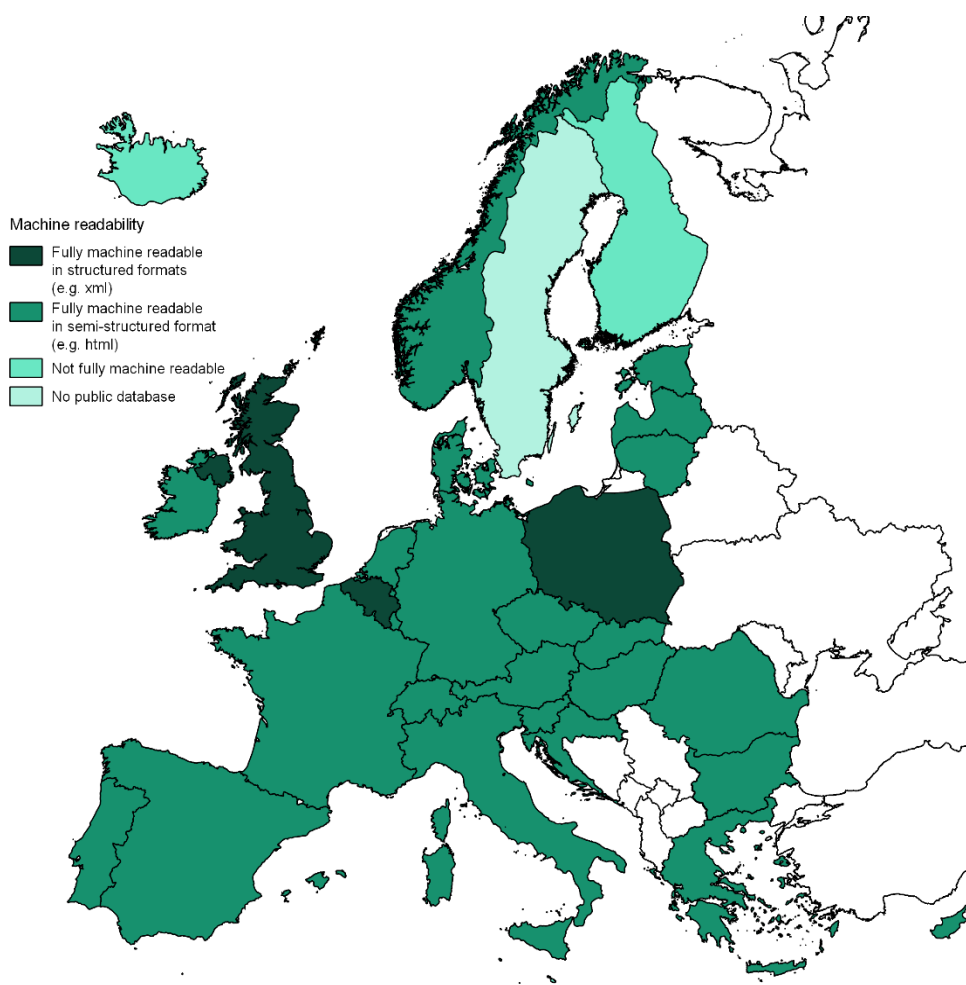 Machine readability
Fully machine readable
in structured formats
(e.g. xml)
Fully machine readable
in semi-structured format
(e.g. html)
Not fully machine readable
No public database